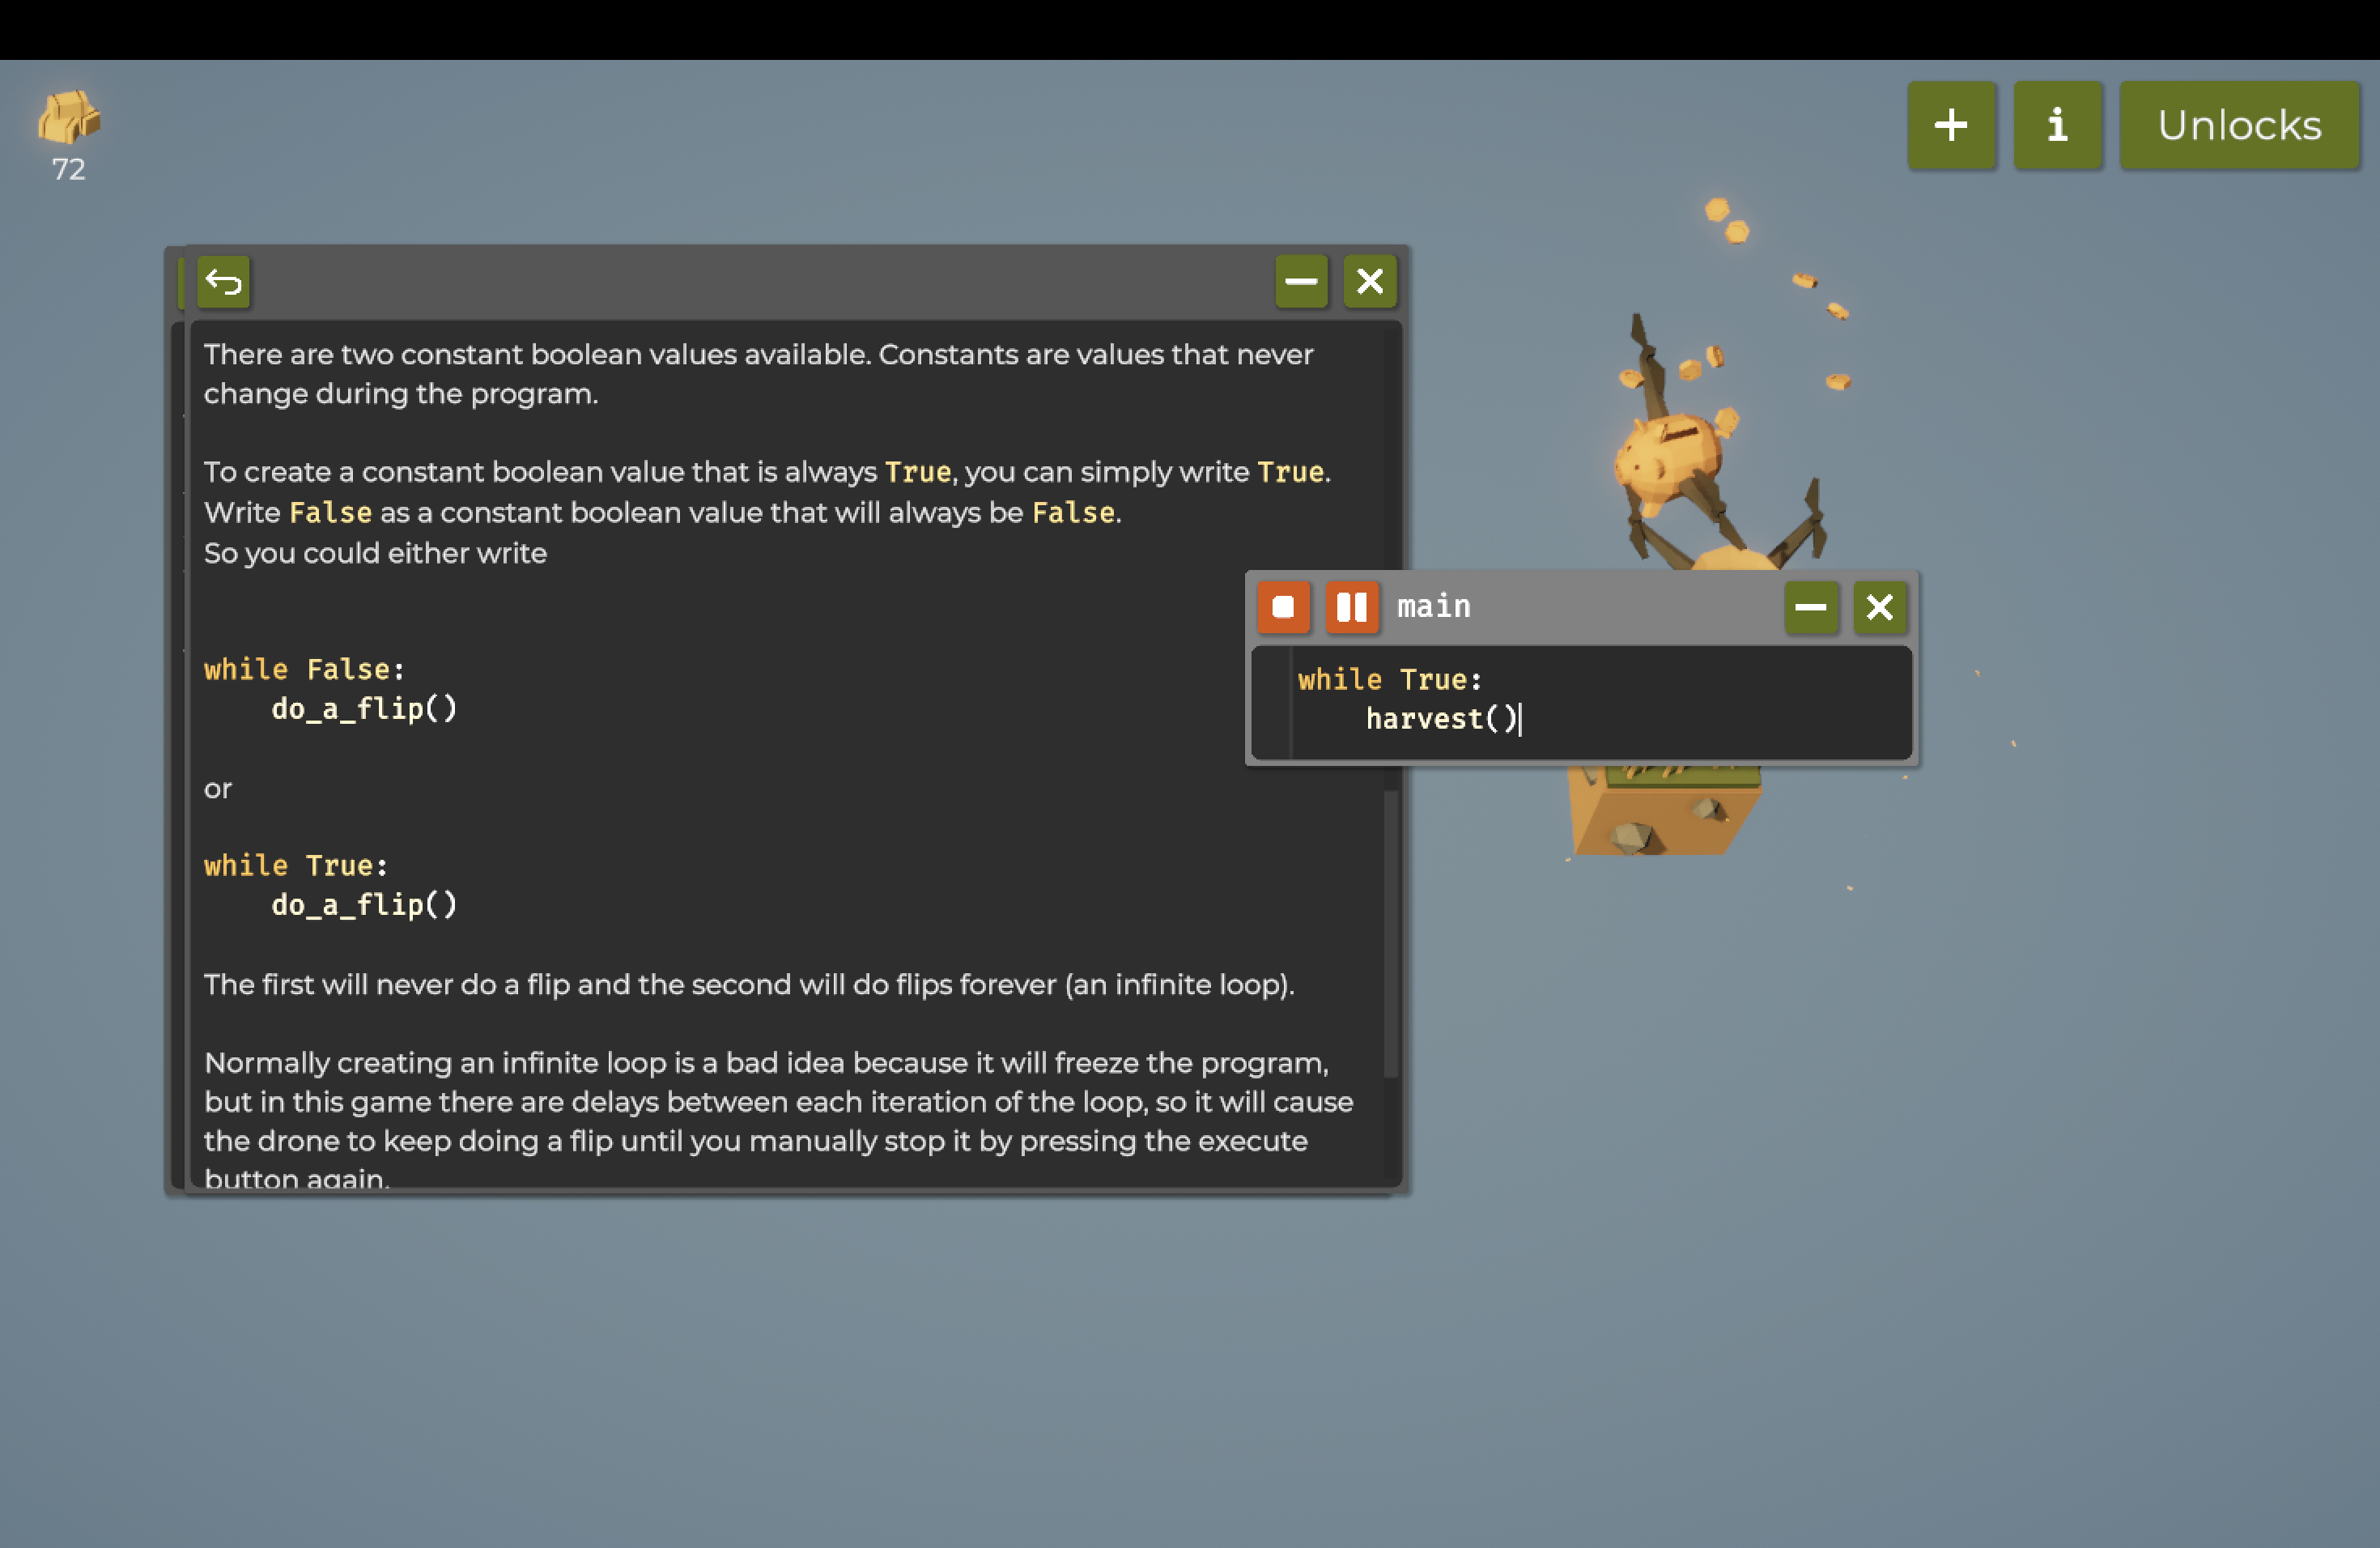 72
+
i
Unlocks
There are two constant boolean values available. Constants are values that never
change during the program.
To create a constant boolean value that is always True, you can simply write True.
Write False as a constant boolean value that will always be False.
So you could either write
while False:
    do_a_flip()
or
while True:
    do_a_flip()
The first will never do a flip and the second will do flips forever (an infinite loop).
Normally creating an infinite loop is a bad idea because it will freeze the program,
but in this game there are delays between each iteration of the loop, so it will cause
the drone to keep doing a flip until you manually stop it by pressing the execute
button again.
main
while True:
    harvest()